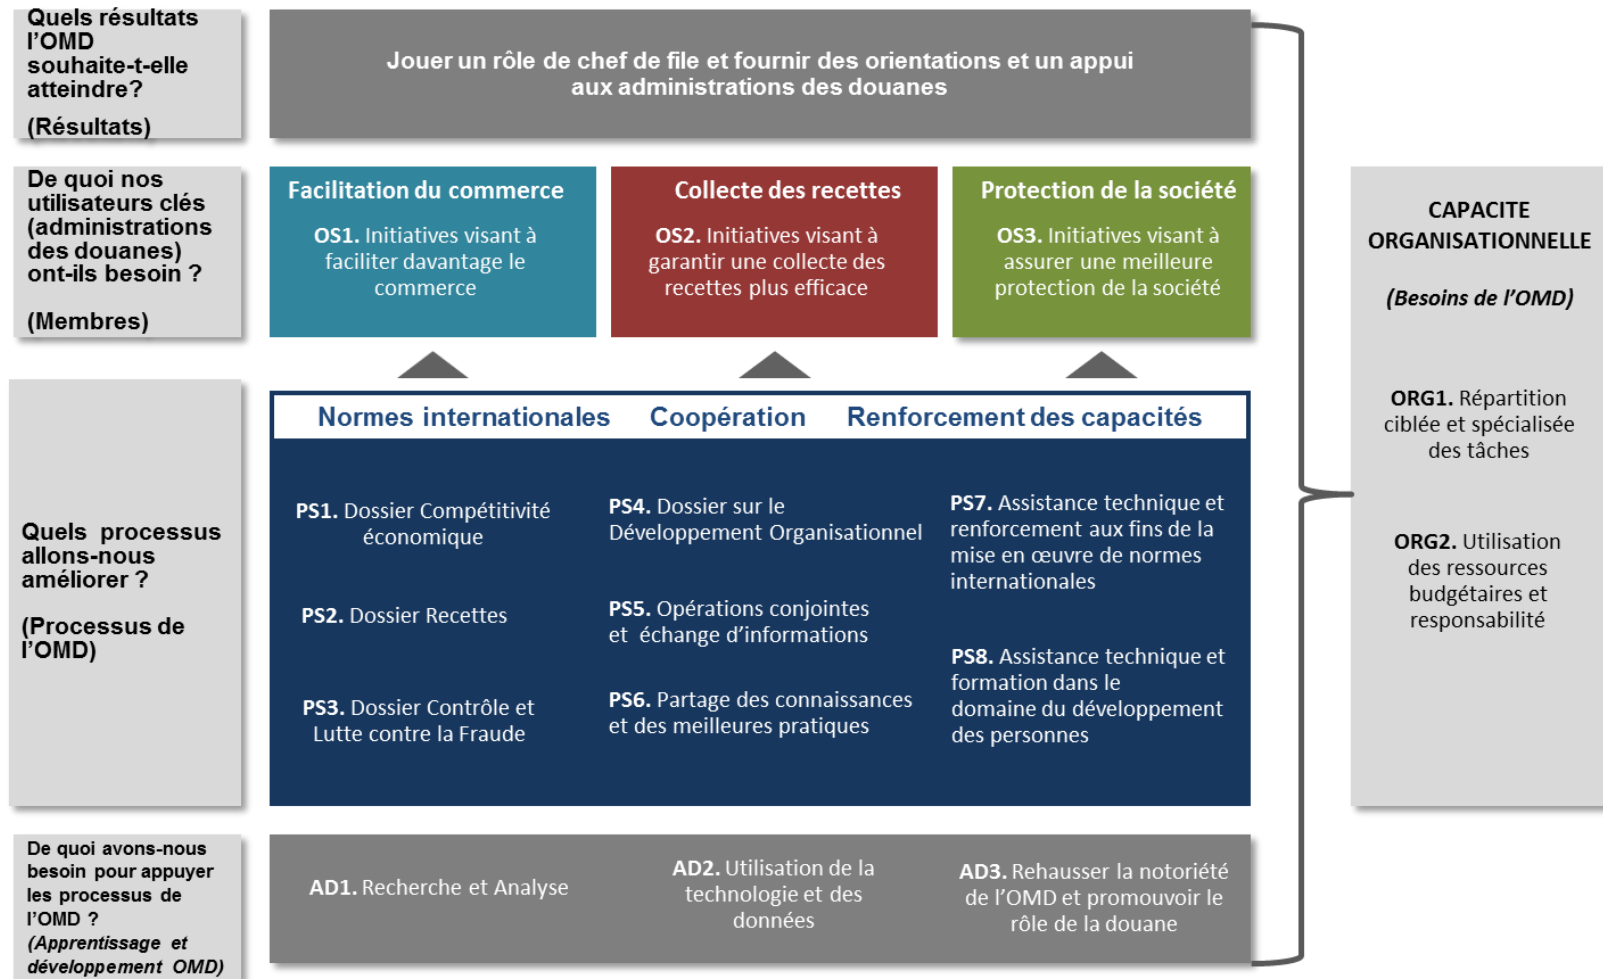 Quels résultats
l'OMD
souhaite-t-elle
atteindre?
(Résultats)
Jouer un rôle de chef de file et fournir des orientations et un appui
aux administrations des douanes
De quoi nos
utilisateurs clés
(administrations
des douanes)
ont-ils besoin ?
(Membres)
Facilitation du commerce
OS1. Initiatives visant à
faciliter davantage le
commerce
Collecte des recettes
OS2. Initiatives visant à
garantir une collecte des
recettes plus efficace
Protection de la société
OS3. Initiatives visant à
assurer une meilleure
protection de la société
Quels processus
allons-nous
améliorer ?
(Processus de
l'OMD)
Normes internationales Coopération Renforcement des capacités
PS1. Dossier Compétitivité
économique
PS2. Dossier Recettes
PS3. Dossier Contrôle et
Lutte contre la Fraude
PS4. Dossier sur le
Développement Organisationnel
PS5. Opérations conjointes
et échange d'informations
PS6. Partage des connaissances
et des meilleures pratiques
PS7. Assistance technique et
renforcement aux fins de la
mise en œuvre de normes
internationales
PS8. Assistance technique et
formation dans le
domaine du développement
des personnes
De quoi avons-nous
besoin pour appuyer
les processus de
l'OMD ?
(Apprentissage et
développement OMD)
AD1. Recherche et Analyse
AD2. Utilisation de la
technologie et des
données
AD3. Rehausser la notoriété
de l'OMD et promouvoir le
rôle de la douane
CAPACITE
ORGANISATIONNELLE
(Besoins de l'OMD)
ORG1. Répartition
ciblée et spécialisée
des tâches
ORG2. Utilisation
des ressources
budgétaires et
responsabilité